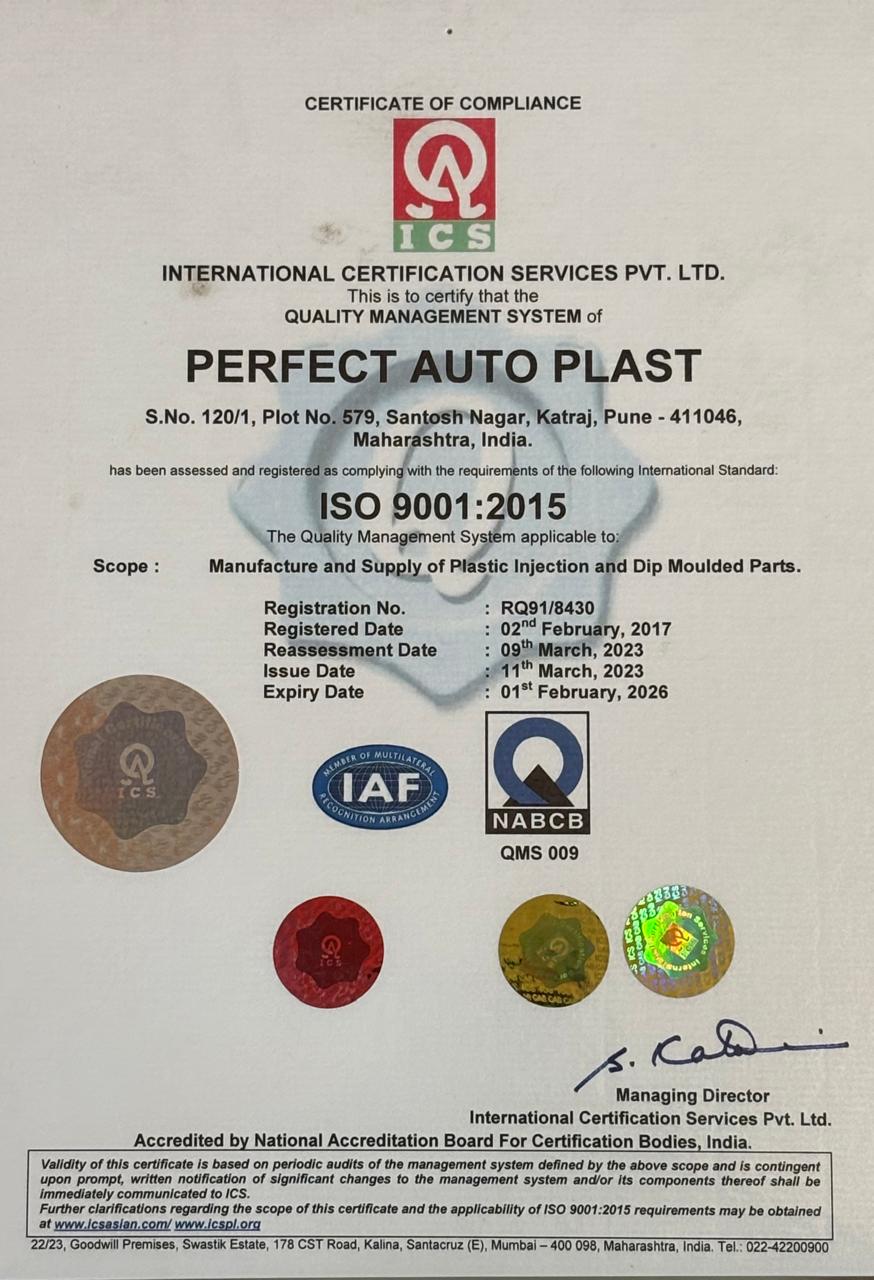 CERTIFICATE OF COMPLIANCE
ICS
INTERNATIONAL CERTIFICATION SERVICES PVT. LTD.
This is to certify that the
QUALITY MANAGEMENT SYSTEM of
PERFECT AUTO PLAST
S.No. 120/1, Plot No. 579, Santosh Nagar, Katraj, Pune - 411046,
Maharashtra, India.
has been assessed and registered as complying with the requirements of the following International Standard:
ISO 9001:2015
The Quality Management System applicable to:
Scope : Manufacture and Supply of Plastic Injection and Dip Moulded Parts.
Registration No. : RQ91/8430
Registered Date : 02nd February, 2017
Reassessment Date : 09th March, 2023
Issue Date : 11th March, 2023
Expiry Date : 01st February, 2026
ICS
MEMBER OF MULTILATERAL
IAF
RECOGNITION ARRANGEMENT
NABCB
QMS 009
ICS
Managing Director
International Certification Services Pvt. Ltd.
Accredited by National Accreditation Board For Certification Bodies, India.
Validity of this certificate is based on periodic audits of the management system defined by the above scope and is contingent
upon prompt, written notification of significant changes to the management system and/or its components thereof shall be
immediately communicated to ICS.
Further clarifications regarding the scope of this certificate and the applicability of ISO 9001:2015 requirements may be obtained
at www.icsasian.com/ www.icspl.org
22/23, Goodwill Premises, Swastik Estate, 178 CST Road, Kalina, Santacruz (E), Mumbai – 400 098, Maharashtra, India. Tel.: 022-42200900